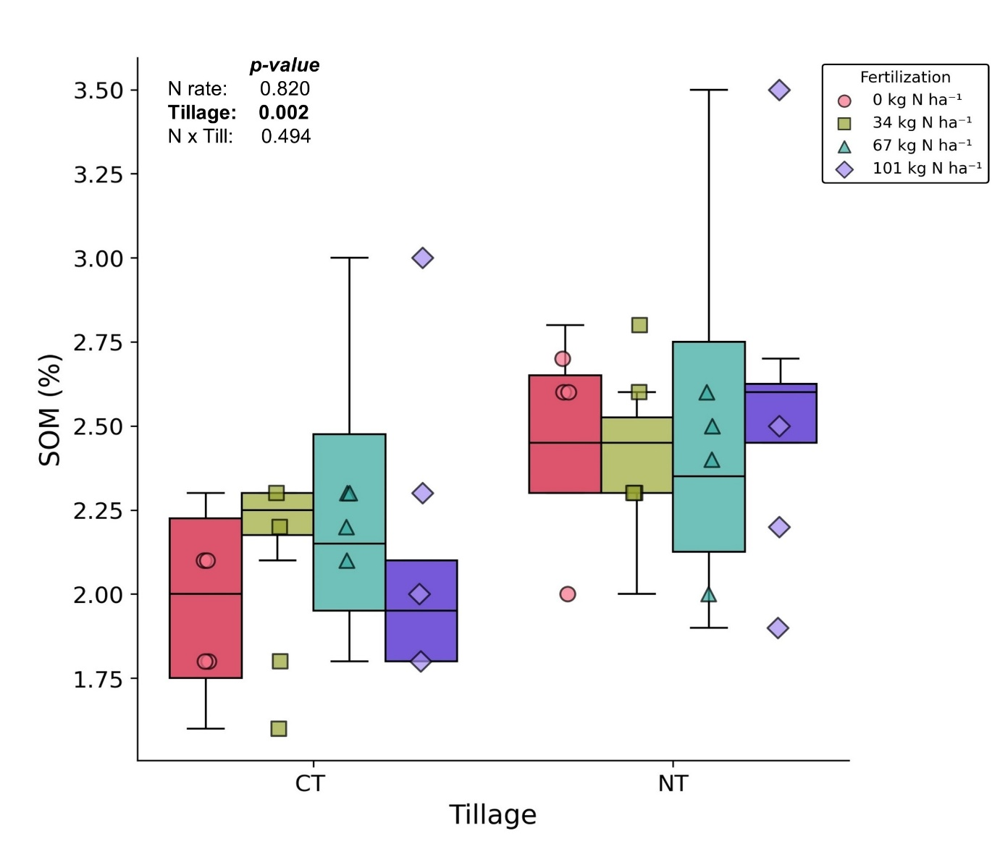 p-value
N rate: 0.820
Tillage: 0.002
N x Till: 0.494
Fertilization
0 kg N ha⁻¹
34 kg N ha⁻¹
67 kg N ha⁻¹
101 kg N ha⁻¹
SOM (%)
3.50
3.25
3.00
2.75
2.50
2.25
2.00
1.75
CT NT
Tillage